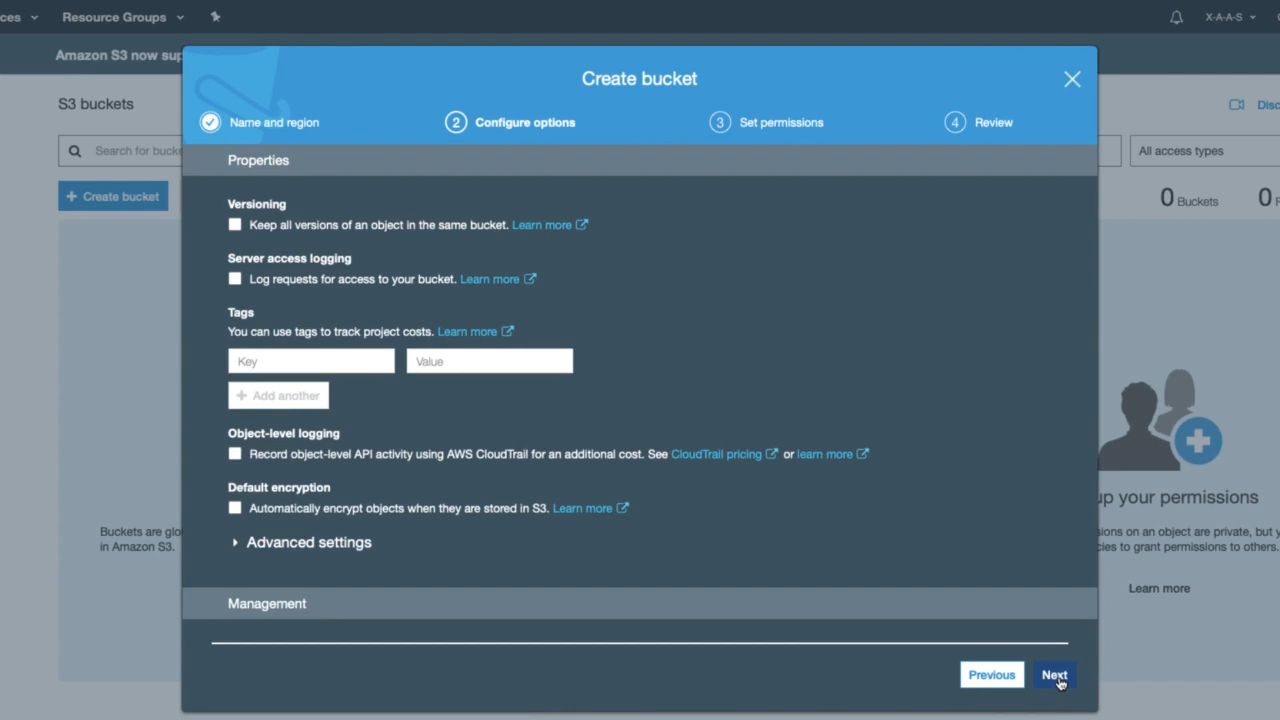 ces
Resource Groups
X-A-A-S
Amazon S3 now sup
Create bucket
S3 buckets
Disc
Name and region
2 Configure options
3 Set permissions
4 Review
Search for bucke
All access types
Properties
+ Create bucket
0 Buckets
0
Versioning
Keep all versions of an object in the same bucket. Learn more
Server access logging
Log requests for access to your bucket. Learn more
Tags
You can use tags to track project costs. Learn more
Key
Value
+ Add another
Object-level logging
Record object-level API activity using AWS CloudTrail for an additional cost. See CloudTrail pricing or learn more
Default encryption
Automatically encrypt objects when they are stored in S3. Learn more
Advanced settings
up your permissions
Buckets are glo
in Amazon S3.
sions on an object are private, but y
cies to grant permissions to others.
Learn more
Management
Previous
Next